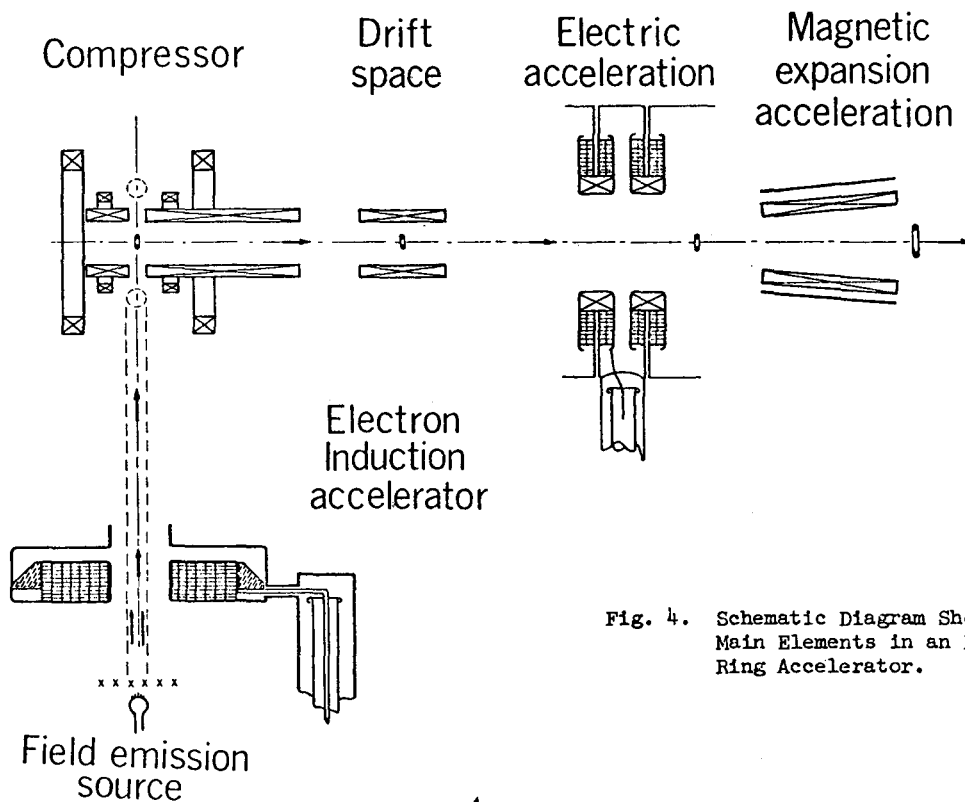 Compressor
Drift
space
Electric
acceleration
Magnetic
expansion
acceleration
Electron
Induction
accelerator
Field emission
source
Fig. 4. Schematic Diagram
Main Elements in an
Ring Accelerator.